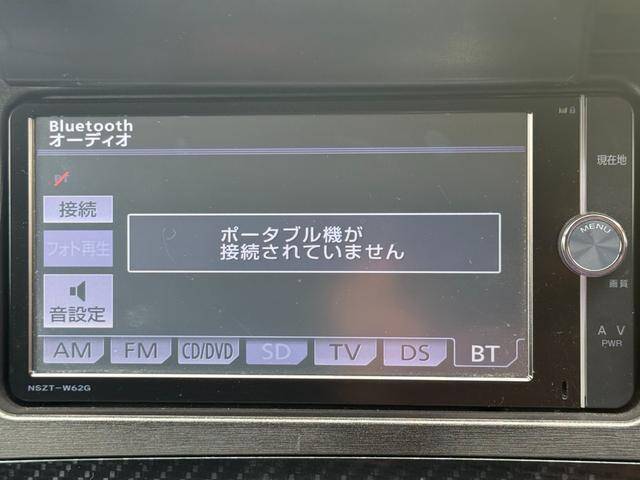 Bluetooth
オーディオ
接続
フォト再生
音設定
ポータブル機が
接続されていません
AM
FM
CD/DVD
SD
TV
DS
BT
NSZT-W62G
現在地
MENU
画質
A V
PWR